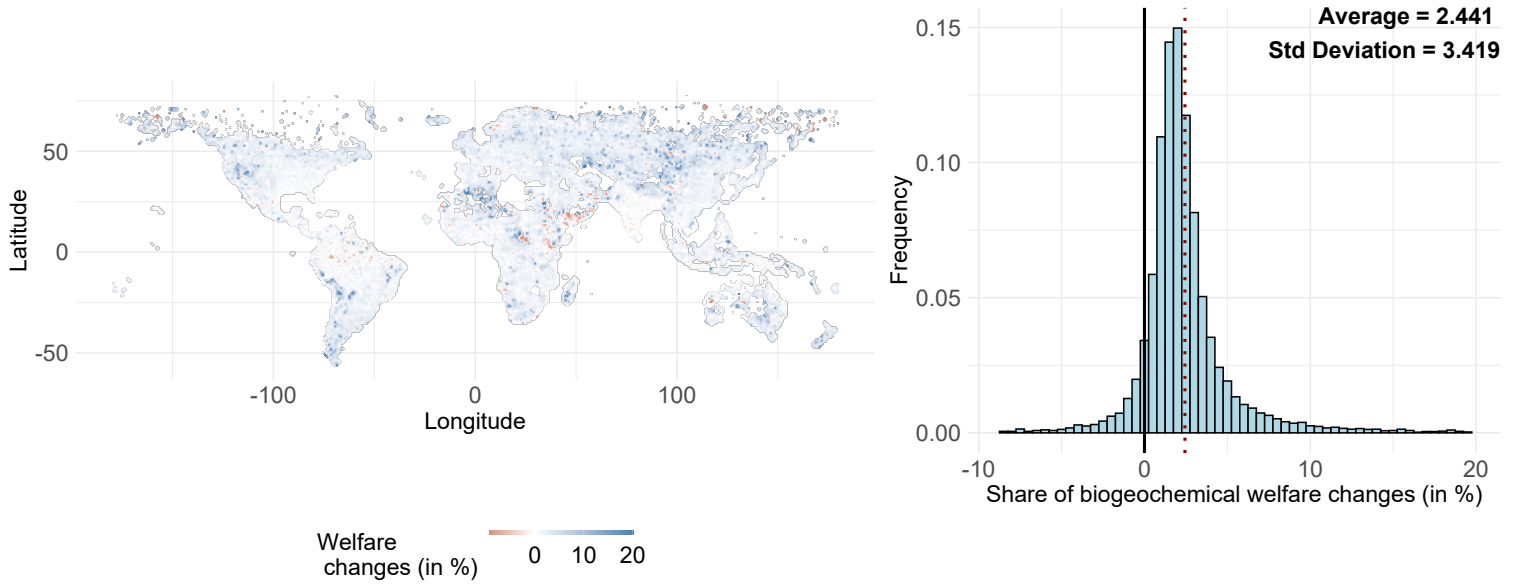 50
0
-50
Latitude
-100 0 100
Longitude
Welfare
changes (in %)
0 10 20
Average = 2.441
Std Deviation = 3.419
0.15
0.10
0.05
0.00
Frequency
-10 0 10 20
Share of biogeochemical welfare changes (in %)